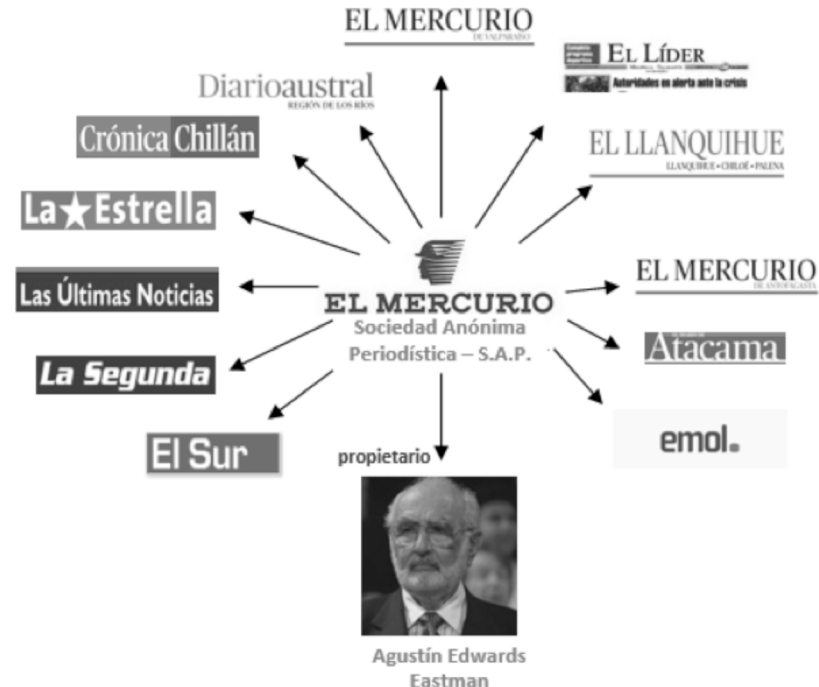 EL MERCURIO
DE VALPARAÍSO
EL LÍDER
Autoridades en alerta ante la crisis
Diarioaustral
REGIÓN DE LOS RÍOS
Crónica Chillán
EL LLANQUIHUE
LLANQUIHUE • CHILOÉ • PALENA
La★Estrella
EL MERCURIO
DE ANTOFAGASTA
Las Últimas Noticias
EL MERCURIO
Sociedad Anónima
Periodística – S.A.P.
Atacama
La Segunda
emol.
El Sur
propietario
Agustín Edwards
Eastman